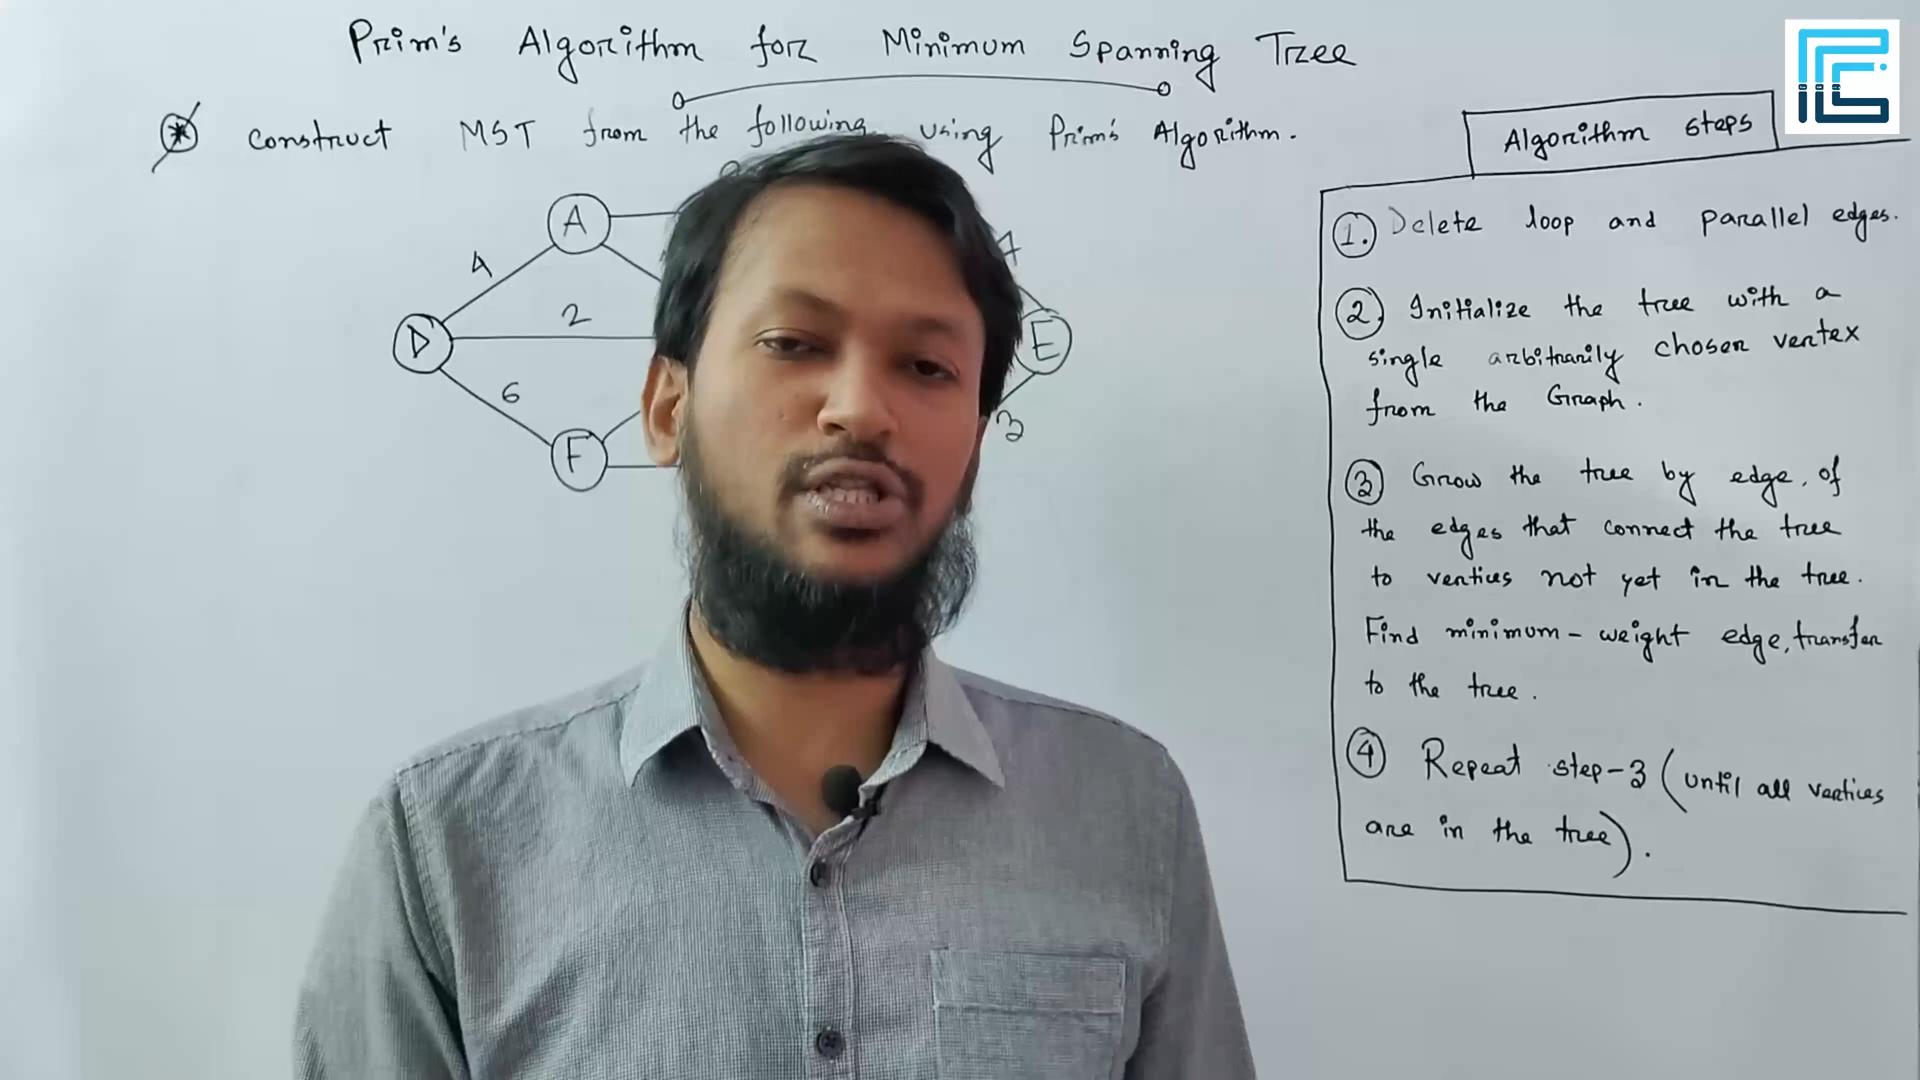 Prim's Algorithm for Minimum Spanning Tree
construct MST from the following using Prim's Algorithm.
A
4
2
D
6
F
7
E
3
Algorithm steps
1. Delete loop and parallel edges.
2. Initialize the tree with a
single arbitrarily chosen vertex
from the Graph.
3 Grow the tree by edge, of
the edges that connect the tree
to vertices not yet in the tree.
Find minimum-weight edge, transfer
to the tree.
4 Repeat step-3 (until all vertices
are in the tree).